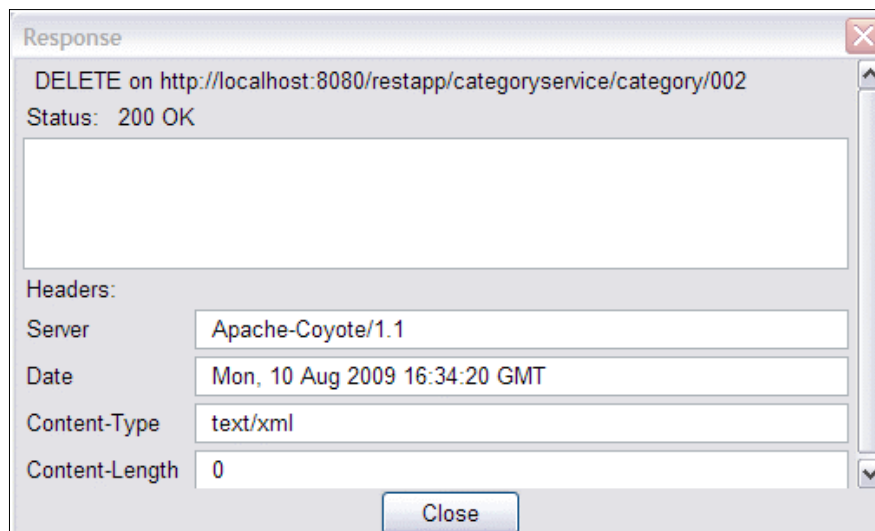 Response
DELETE on http://localhost:8080/restapp/categoryservice/category/002
Status: 200 OK
Headers:
Server Apache-Coyote/1.1
Date Mon, 10 Aug 2009 16:34:20 GMT
Content-Type text/xml
Content-Length 0
Close